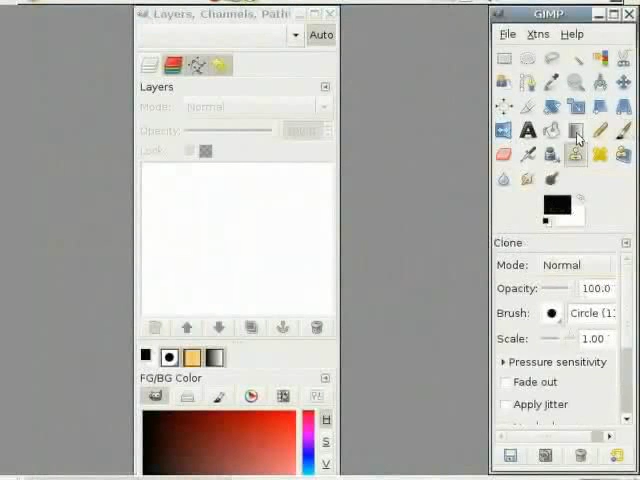 Layers, Channels, Path
Auto
Layers
Mode: Normal
Opacity:
Lock:
FG/BG Color
H
S
V
GIMP
File Xtns Help
Clone
Mode: Normal
Opacity: 100.0
Brush: Circle (1
Scale: 1.00
Pressure sensitivity
Fade out
Apply Jitter